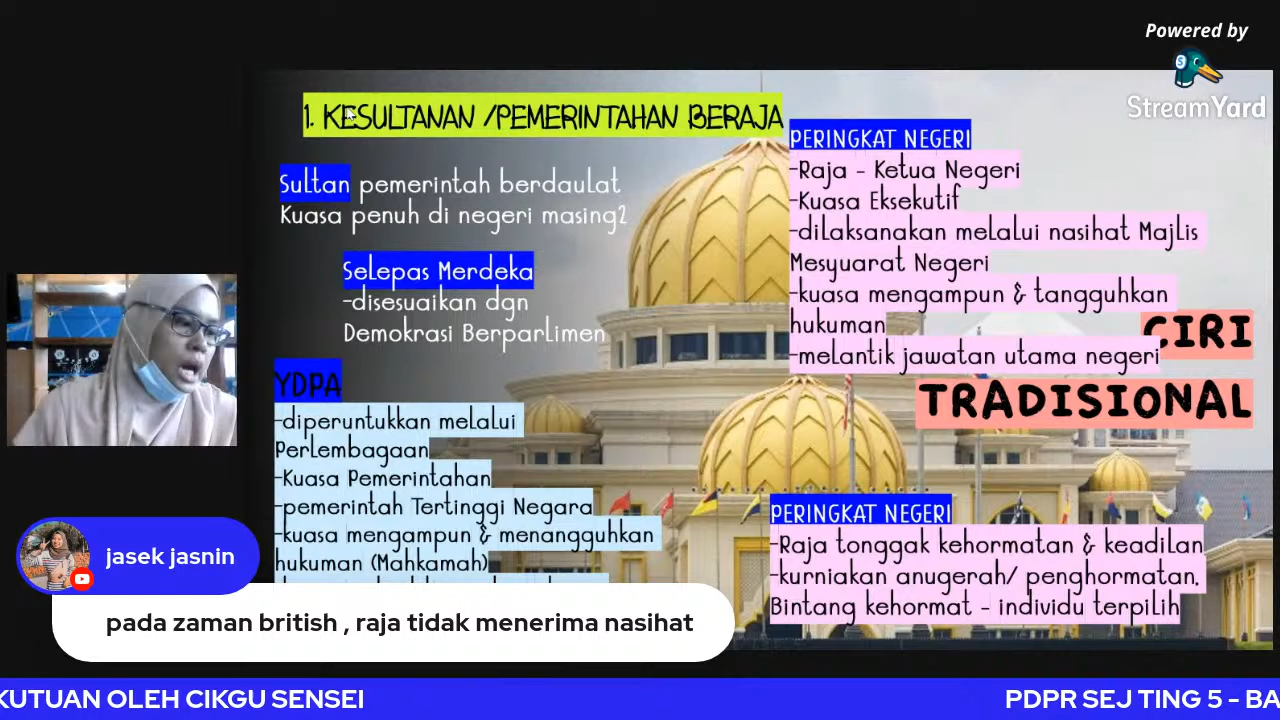 Powered by
StreamYard
1. KESULTANAN /PEMERINTAHAN BERAJA
Sultan pemerintah berdaulat
Kuasa penuh di negeri masing2
Selepas Merdeka
-disesuaikan dgn
Demokrasi Berparlimen
YDPA
-diperuntukkan melalui
Perlembagaan
-Kuasa Pemerintahan
-pemerintah Tertinggi Negara
-kuasa mengampun & menangguhkan
hukuman (Mahkamah)
PERINGKAT NEGERI
-Raja - Ketua Negeri
-Kuasa Eksekutif
-dilaksanakan melalui nasihat Majlis
Mesyuarat Negeri
-kuasa mengampun & tangguhkan
hukuman
-melantik jawatan utama negeri
CIRI
TRADISIONAL
PERINGKAT NEGERI
-Raja tonggak kehormatan & keadilan
-kurniakan anugerah/ penghormatan.
Bintang kehormat - individu terpilih
jasek jasnin
pada zaman british , raja tidak menerima nasihat
KUTUAN OLEH CIKGU SENSEI
PDPR SEJ TING 5 - BA